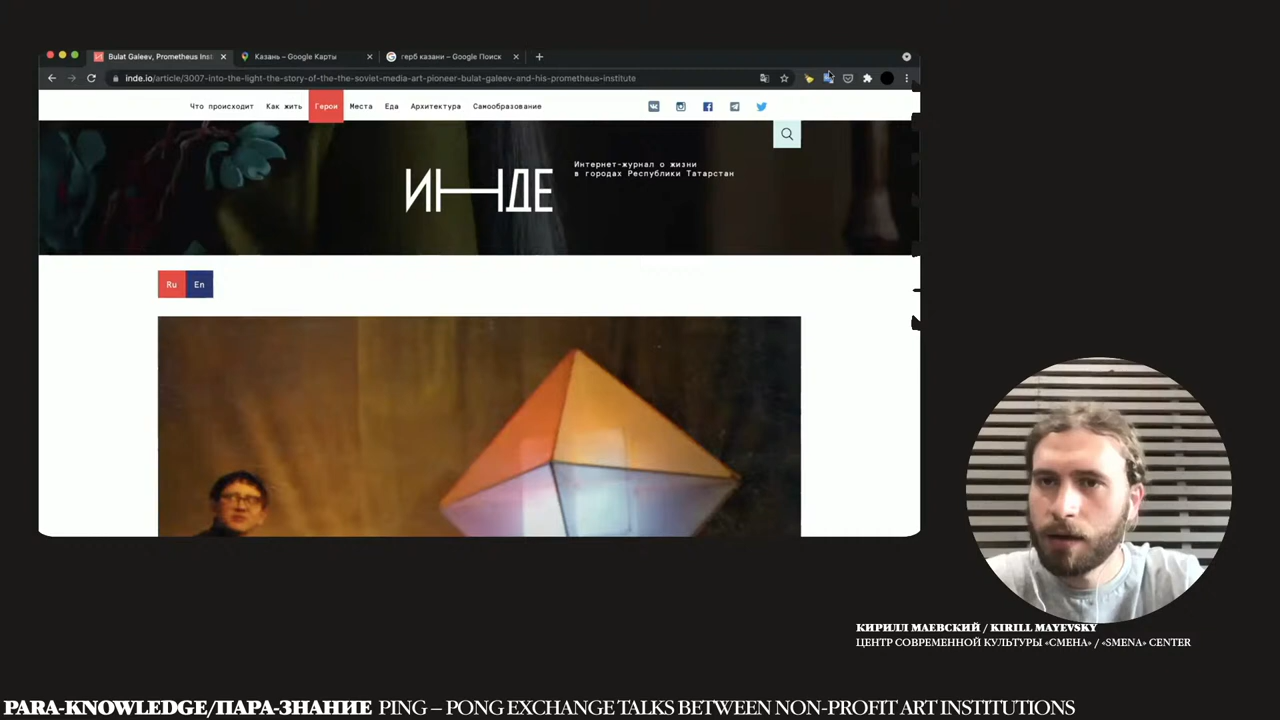 Bulat Galeev, Prometheus Inst
Казань – Google Карты
герб казани – Google Поиск
inde.io/article/3007-into-the-light-the-story-of-the-the-soviet-media-art-pioneer-bulat-galeev-and-his-prometheus-institute
Что происходит Как жить Герои Места Еда Архитектура Самообразование
ИНДЕ
Интернет-журнал о жизни
в городах Республики Татарстан
Ru En
КИРИЛЛ МАЕВСКИЙ / KIRILL MAYEVSKY
ЦЕНТР СОВРЕМЕННОЙ КУЛЬТУРЫ «СМЕНА» / «SMENA» CENTER
PARA-KNOWLEDGE/ПАРА-ЗНАНИЕ PING – PONG EXCHANGE TALKS BETWEEN NON-PROFIT ART INSTITUTIONS